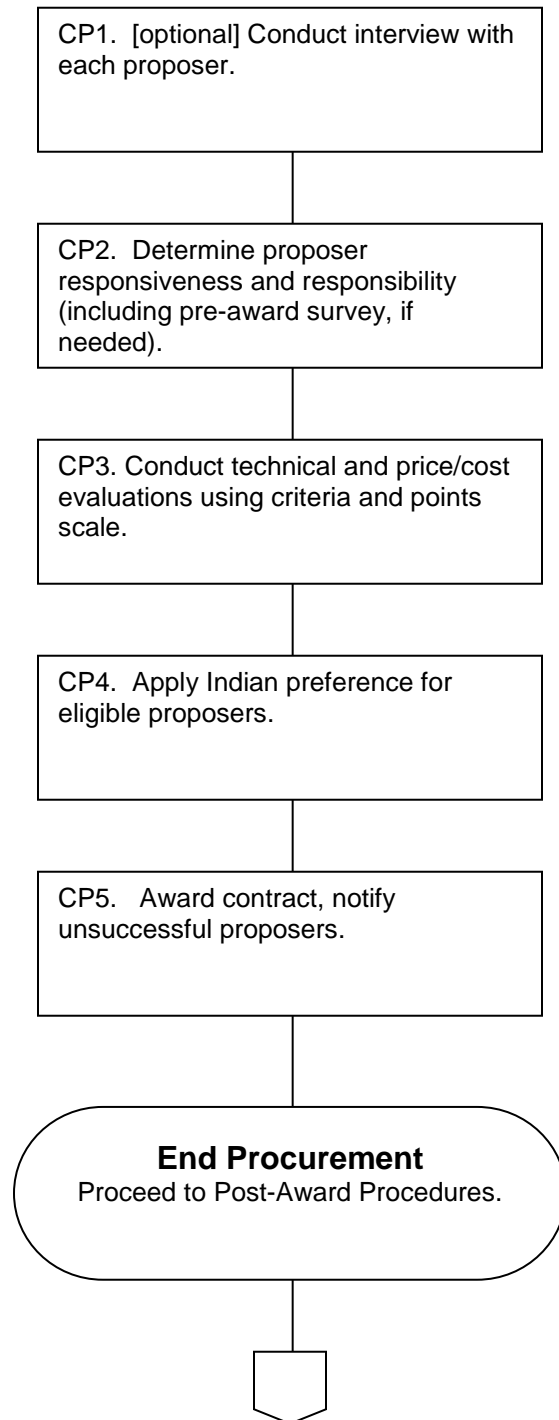 CP1.  [optional] Conduct interview with
each proposer.
CP2.  Determine proposer
responsiveness and responsibility
(including pre-award survey, if
needed).
CP3. Conduct technical and price/cost
evaluations using criteria and points
scale.
CP4.  Apply Indian preference for
eligible proposers.
CP5.   Award contract, notify
unsuccessful proposers.
End Procurement
Proceed to Post-Award Procedures.